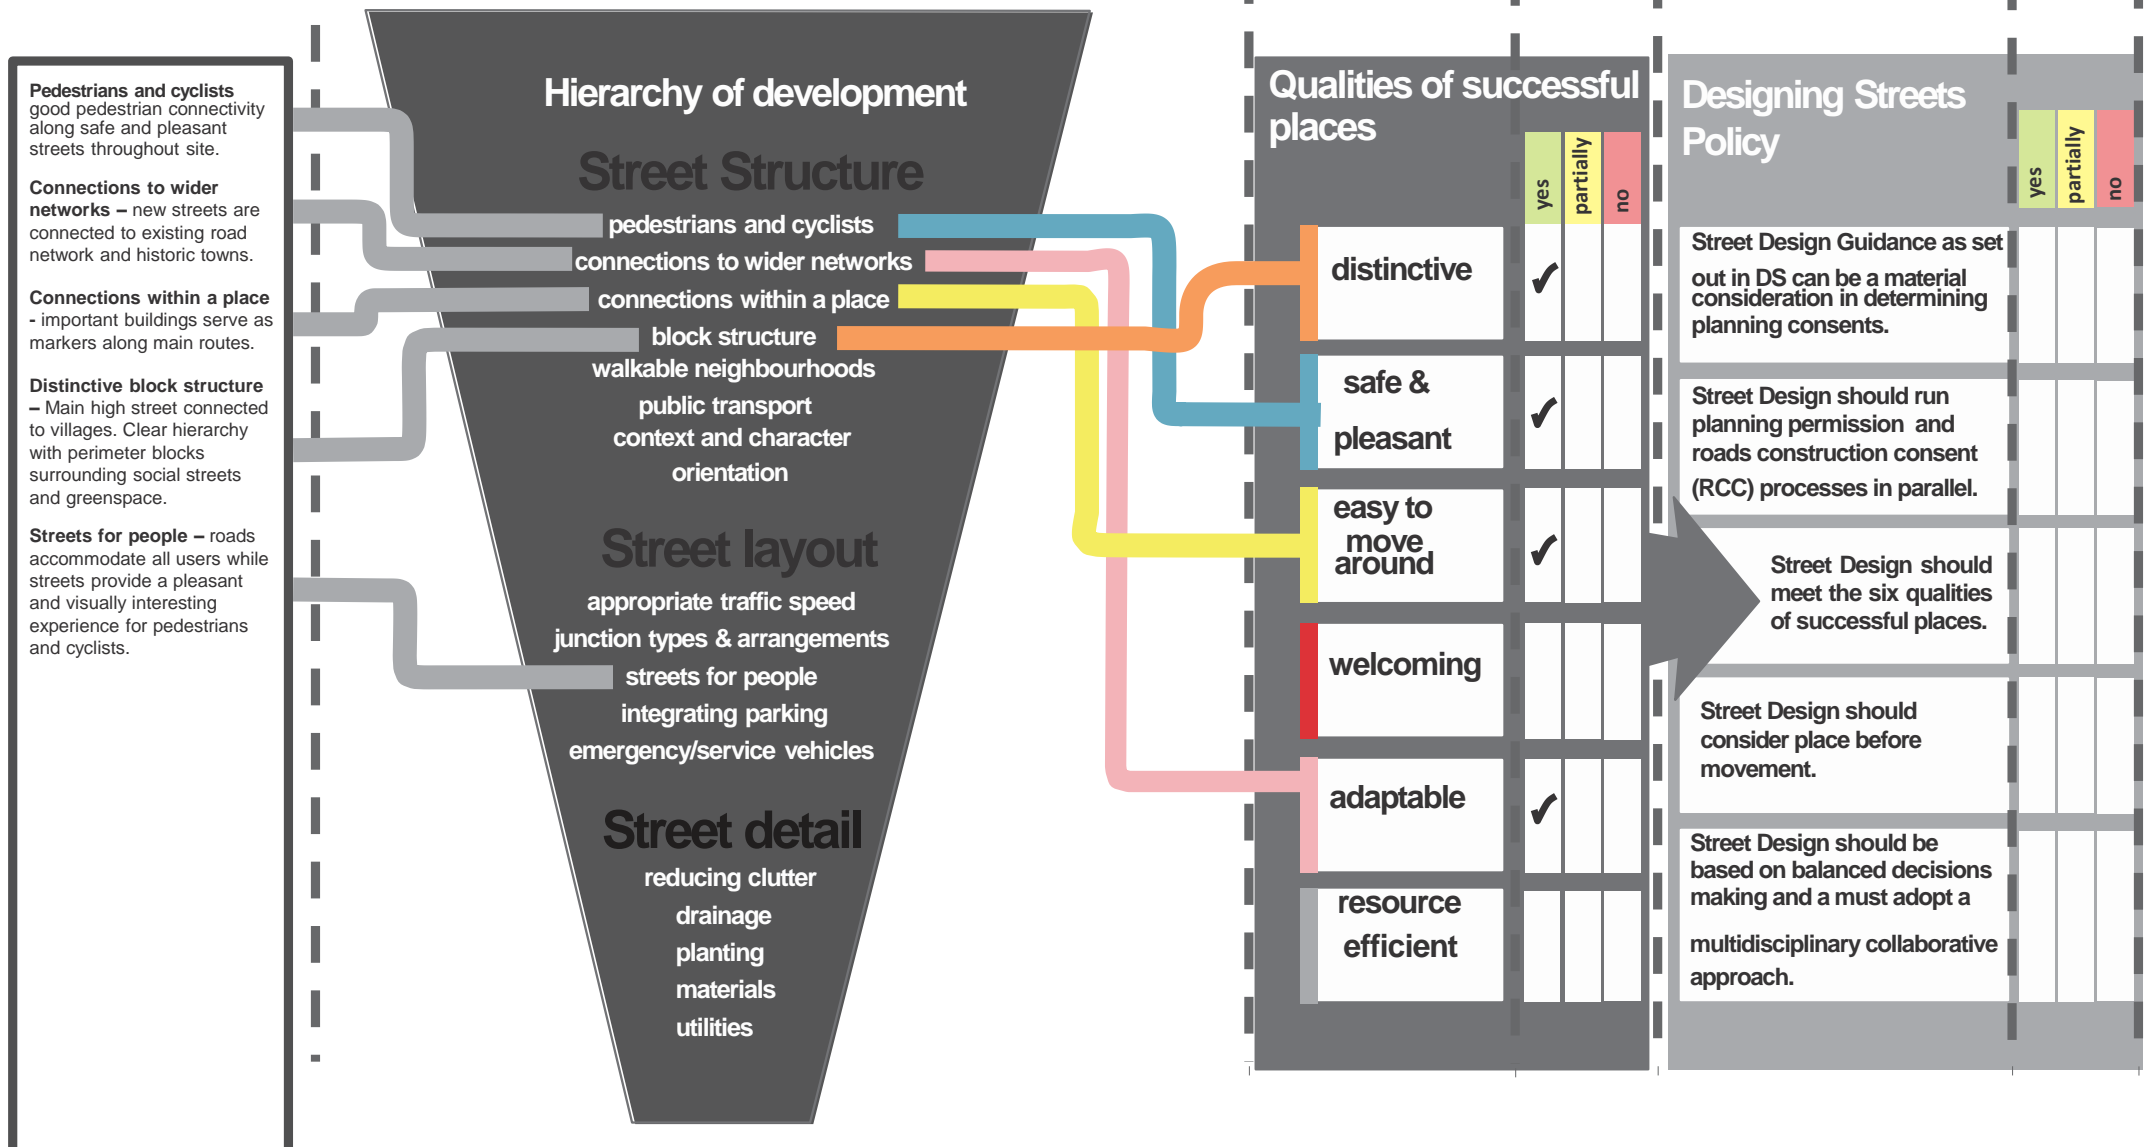 Pedestrians and cyclists
good pedestrian connectivity
along safe and pleasant
streets throughout site.
Connections to wider
networks – new streets are
connected to existing road
network and historic towns.
Connections within a place
- important buildings serve as
markers along main routes.
Distinctive block structure
– Main high street connected
to villages. Clear hierarchy
with perimeter blocks
surrounding social streets
and greenspace.
Streets for people – roads
accommodate all users while
streets provide a pleasant
and visually interesting
experience for pedestrians
and cyclists.
Hierarchy of development
Street Structure
pedestrians and cyclists
connections to wider networks
connections within a place
block structure
walkable neighbourhoods
public transport
context and character
orientation
Street layout
appropriate traffic speed
junction types & arrangements
streets for people
integrating parking
emergency/service vehicles
Street detail
reducing clutter
drainage
planting
materials
utilities
Qualities of successful
places
yes
partially
no
distinctive
✓
safe &
pleasant
✓
easy to
move
around
✓
welcoming
adaptable
✓
resource
efficient
Designing Streets
Policy
yes
partially
no
Street Design Guidance as set
out in DS can be a material
consideration in determining
planning consents.
Street Design should run
planning permission and
roads construction consent
(RCC) processes in parallel.
Street Design should
meet the six qualities
of successful places.
Street Design should
consider place before
movement.
Street Design should be
based on balanced decisions
making and a must adopt a
multidisciplinary collaborative
approach.